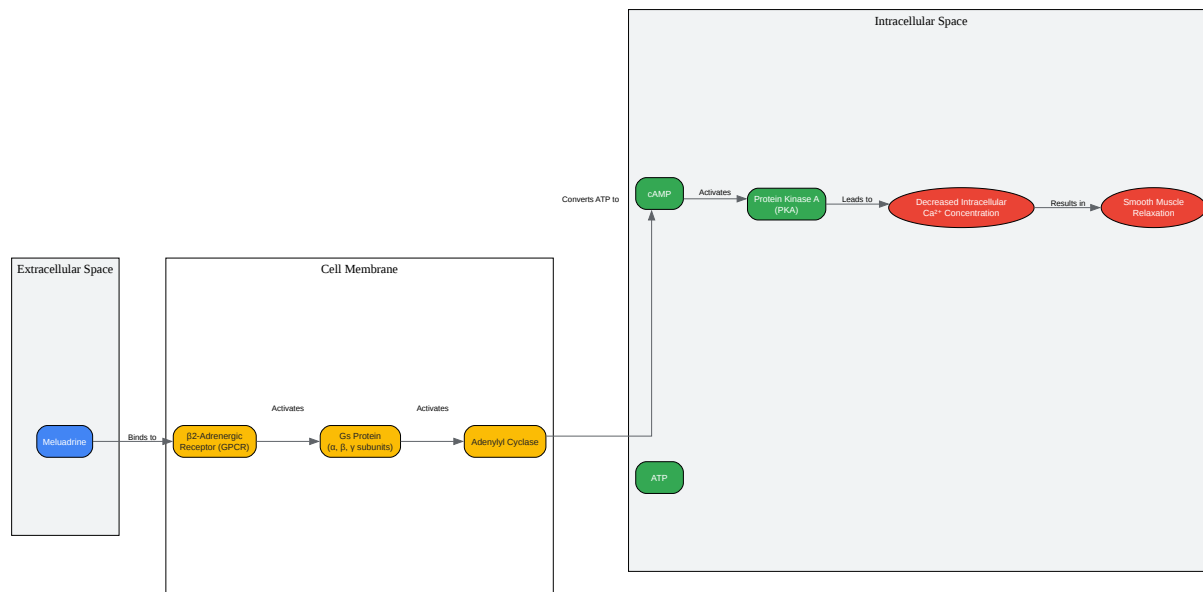 Extracellular Space
Meluadrine
Binds to
Cell Membrane
β2-Adrenergic
Receptor (GPCR)
Activates
Gs Protein
(α, β, γ subunits)
Activates
Adenylyl Cyclase
Converts ATP to
Intracellular Space
cAMP
Activates
Protein Kinase A
(PKA)
Leads to
Decreased Intracellular
Ca²⁺ Concentration
Results in
Smooth Muscle
Relaxation
ATP